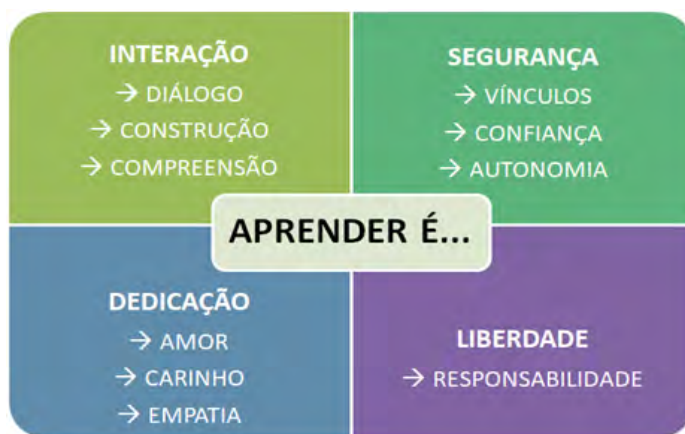 INTERAÇÃO
→ DIÁLOGO
→ CONSTRUÇÃO
→ COMPREENSÃO
SEGURANÇA
→ VÍNCULOS
→ CONFIANÇA
→ AUTONOMIA
APRENDER É...
DEDICAÇÃO
→ AMOR
→ CARINHO
→ EMPATIA
LIBERDADE
→ RESPONSABILIDADE